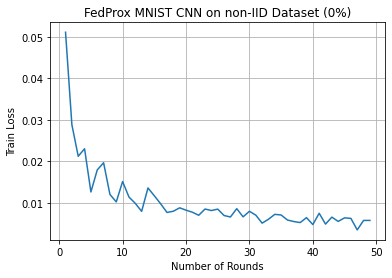 FedProx MNIST CNN on non-IID Dataset (0%)
0.05
0.04
0.03
0.02
0.01
Train Loss
0 10 20 30 40 50
Number of Rounds